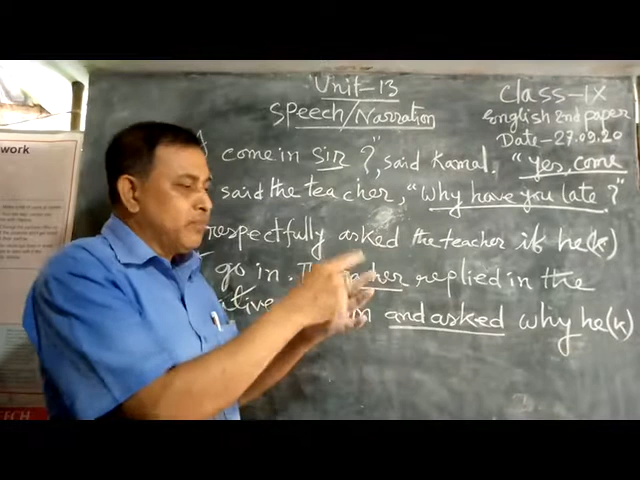 Unit-13
Speech/Narration
Class-IX
English 2nd paper
Date-27.09.20
come in sir?", said Kamal. "yes, come
said the teacher, "Why have you late?"
respectfully asked the teacher if he(k)
go in. The teacher replied in the
and asked why he(k)
work
EECH